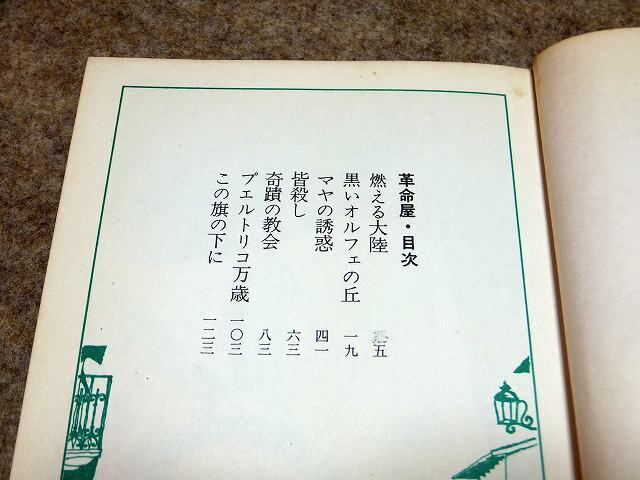 革命屋・目次
燃える大陸 五
黒いオルフェの丘 一九
マヤの誘惑 四一
皆殺し 六三
奇蹟の教会 八三
プエルトリコ万歳 一〇三
この旗の下に 一二三